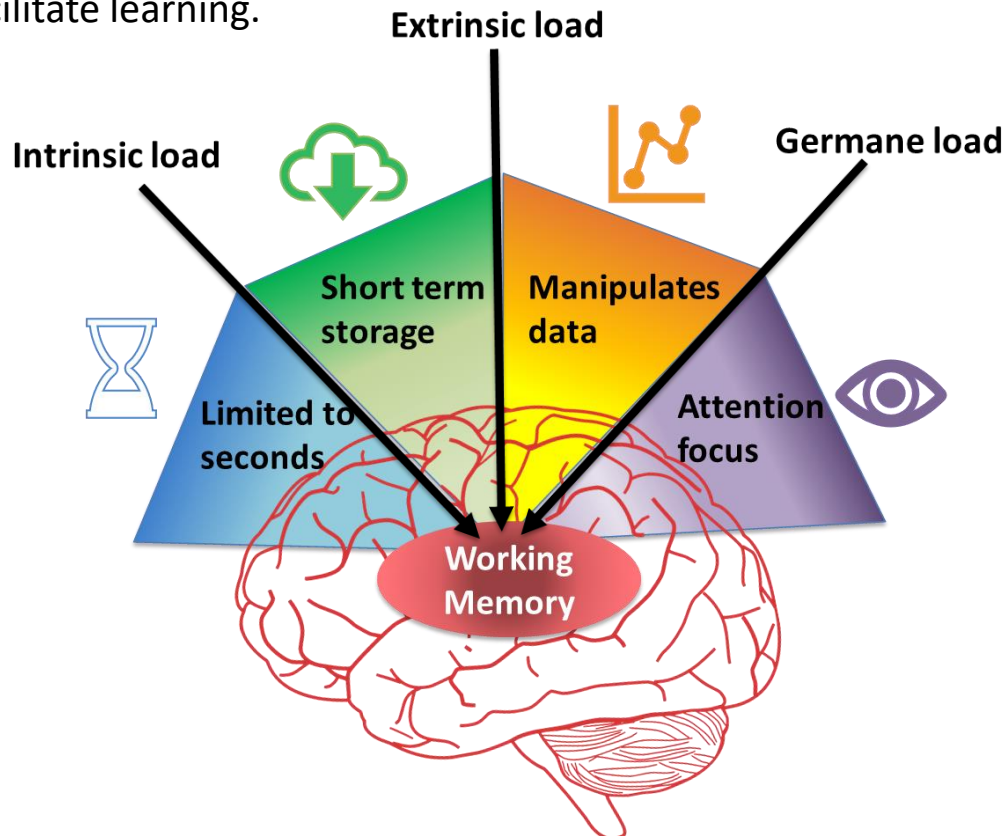 cilitate learning.
Extrinsic load
Intrinsic load
Germane load
Short term
storage
Manipulates
data
Limited to
seconds
Attention
focus
Working
Memory